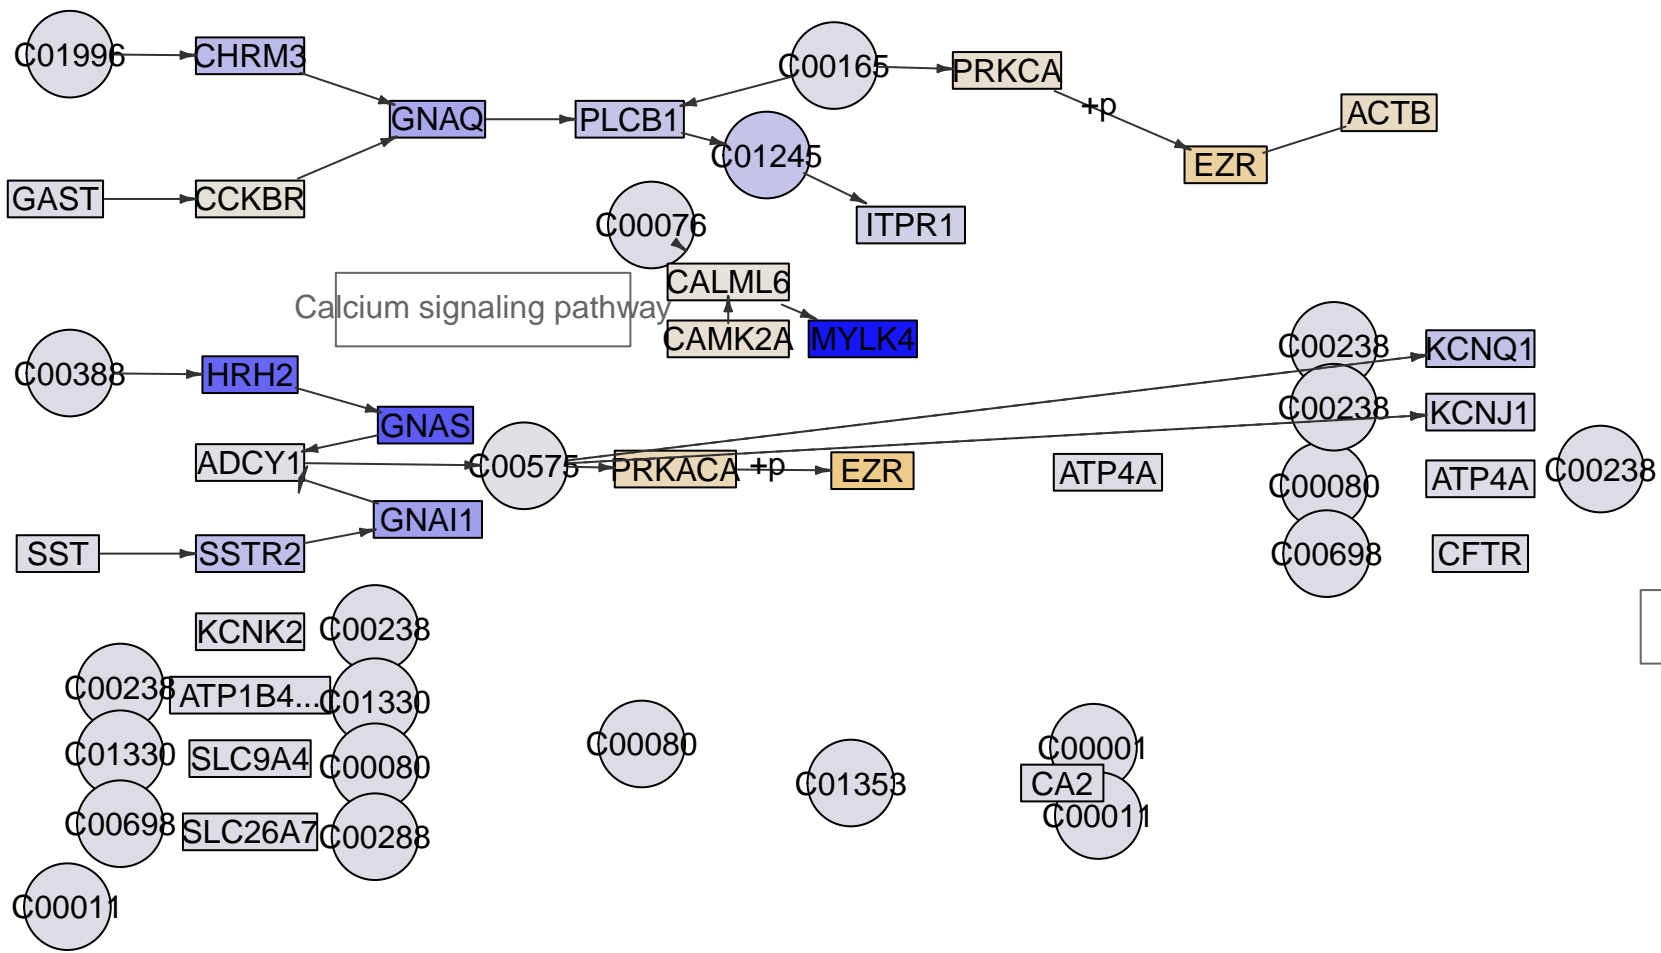 C01996
CHRM3
C00165
PRKCA
+p
ACTB
GNAQ
PLCB1
C01245
EZR
GAST
CCKBR
C00076
ITPR1
CALML6
Calcium signaling pathway
CAMK2A
MYLK4
C00238
KCNQ1
C00388
HRH2
C00238
KCNJ1
GNAS
ADCY1
C00575
PRKACA
+p
EZR
ATP4A
C00080
ATP4A
C00238
GNAI1
SST
SSTR2
C00698
CFTR
KCNK2
C00238
C00238
ATP1B4...
C01330
C01330
SLC9A4
C00080
C00080
C01353
C00001
CA2
C00011
C00698
SLC26A7
C00288
C00011